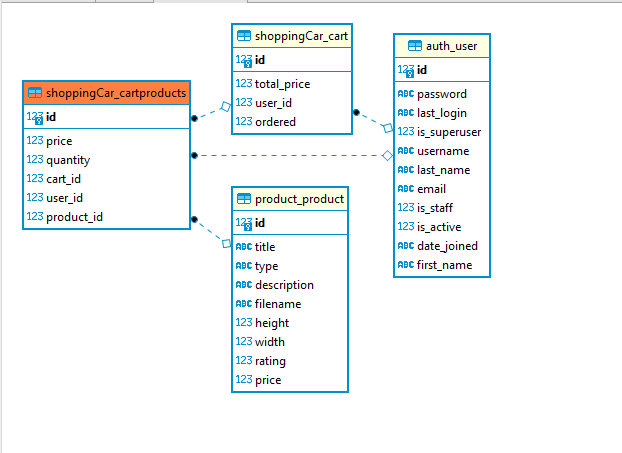 shoppingCar_cartproducts
123 id
123 price
123 quantity
123 cart_id
123 user_id
123 product_id
shoppingCar_cart
123 id
123 total_price
123 user_id
123 ordered
product_product
123 id
ABC title
ABC type
ABC description
ABC filename
123 height
123 width
123 rating
123 price
auth_user
123 id
ABC password
ABC last_login
123 is_superuser
ABC username
ABC last_name
ABC email
123 is_staff
123 is_active
ABC date_joined
ABC first_name